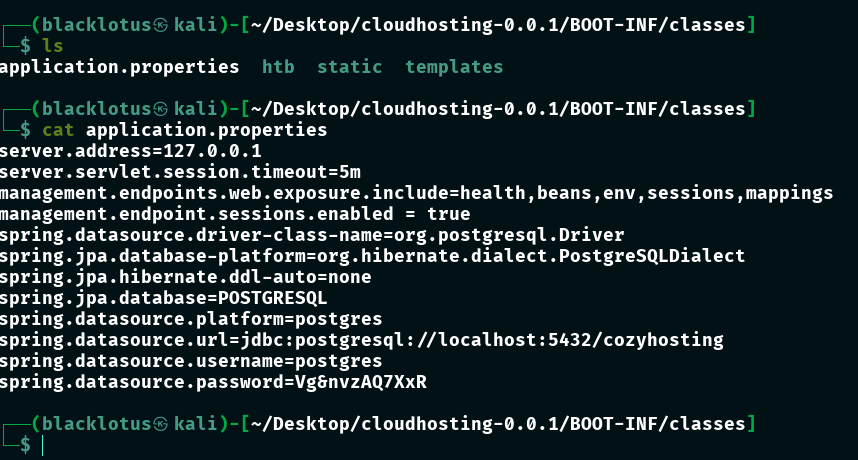 ┌──(blacklotus㉿kali)-[~/Desktop/cloudhosting-0.0.1/BOOT-INF/classes]
└─$ ls
application.properties  htb  static  templates
┌──(blacklotus㉿kali)-[~/Desktop/cloudhosting-0.0.1/BOOT-INF/classes]
└─$ cat application.properties
server.address=127.0.0.1
server.servlet.session.timeout=5m
management.endpoints.web.exposure.include=health,beans,env,sessions,mappings
management.endpoint.sessions.enabled = true
spring.datasource.driver-class-name=org.postgresql.Driver
spring.jpa.database-platform=org.hibernate.dialect.PostgreSQLDialect
spring.jpa.hibernate.ddl-auto=none
spring.jpa.database=POSTGRESQL
spring.datasource.platform=postgres
spring.datasource.url=jdbc:postgresql://localhost:5432/cozyhosting
spring.datasource.username=postgres
spring.datasource.password=Vg&nvzAQ7XxR
┌──(blacklotus㉿kali)-[~/Desktop/cloudhosting-0.0.1/BOOT-INF/classes]
└─$